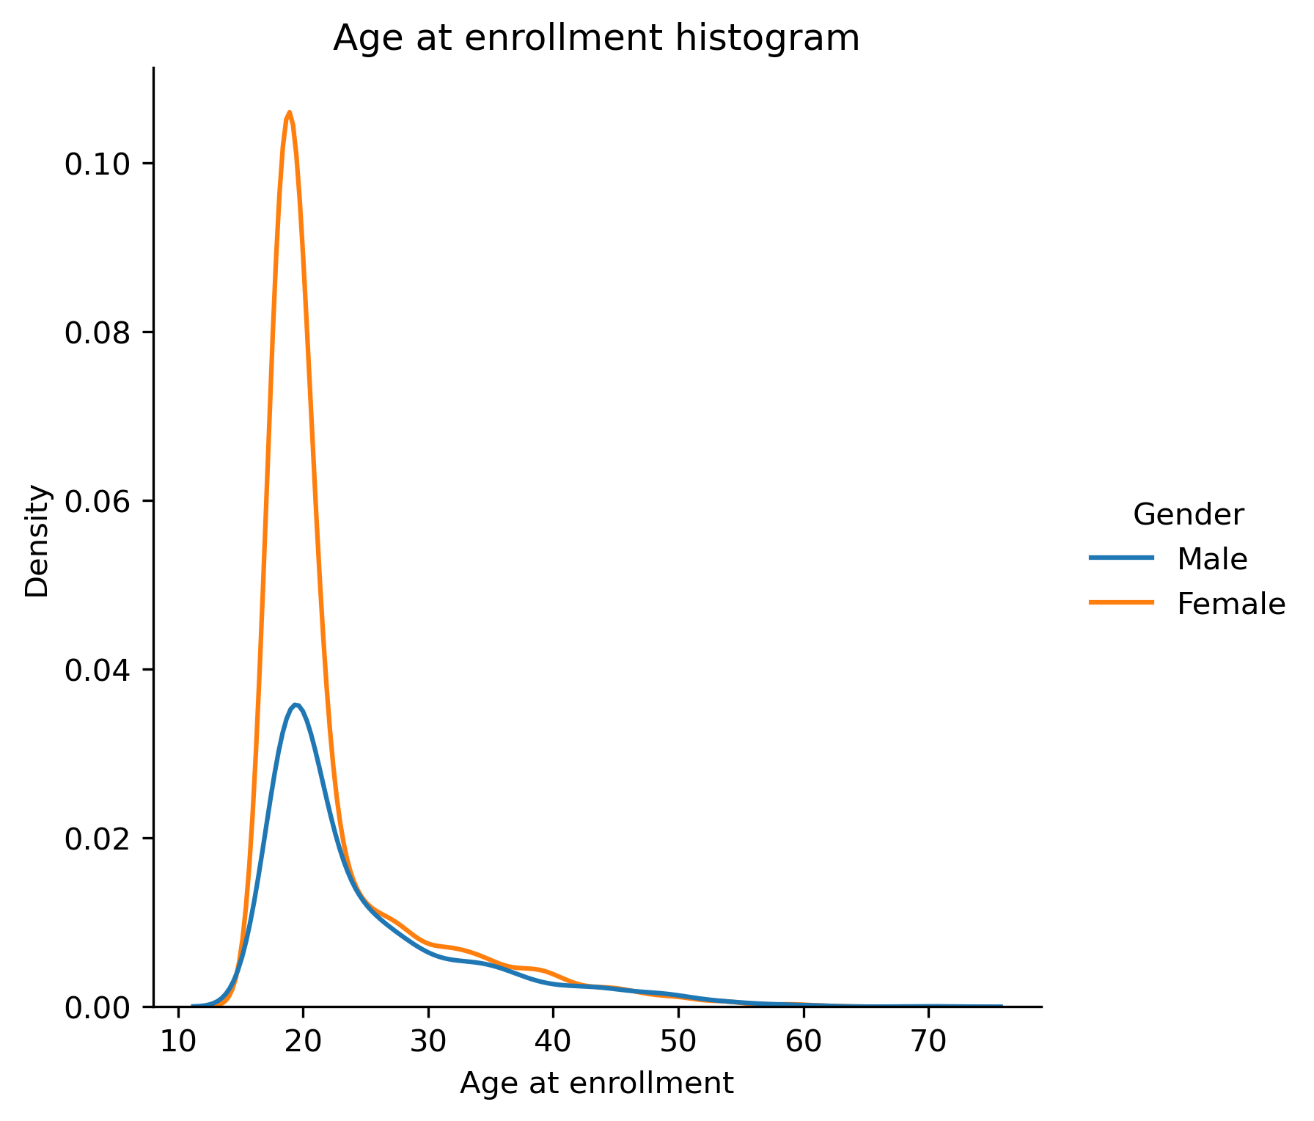 Age at enrollment histogram
0.10
0.08
0.06
0.04
0.02
0.00
Density
10 20 30 40 50 60 70
Age at enrollment
Gender
Male
Female